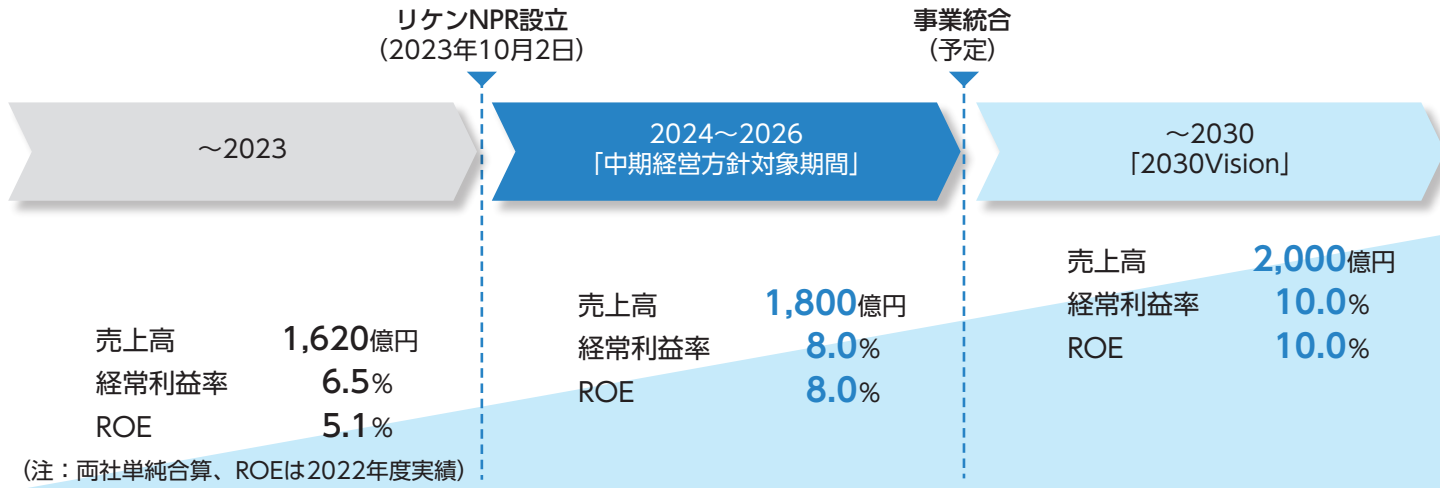 リケンNPR設立
（2023年10月2日）
事業統合
（予定）
～2023
2024～2026
「中期経営方針対象期間」
～2030
「2030Vision」
売上高 1,620億円
経常利益率 6.5%
ROE 5.1%
（注：両社単純合算、ROEは2022年度実績）
売上高 1,800億円
経常利益率 8.0%
ROE 8.0%
売上高 2,000億円
経常利益率 10.0%
ROE 10.0%